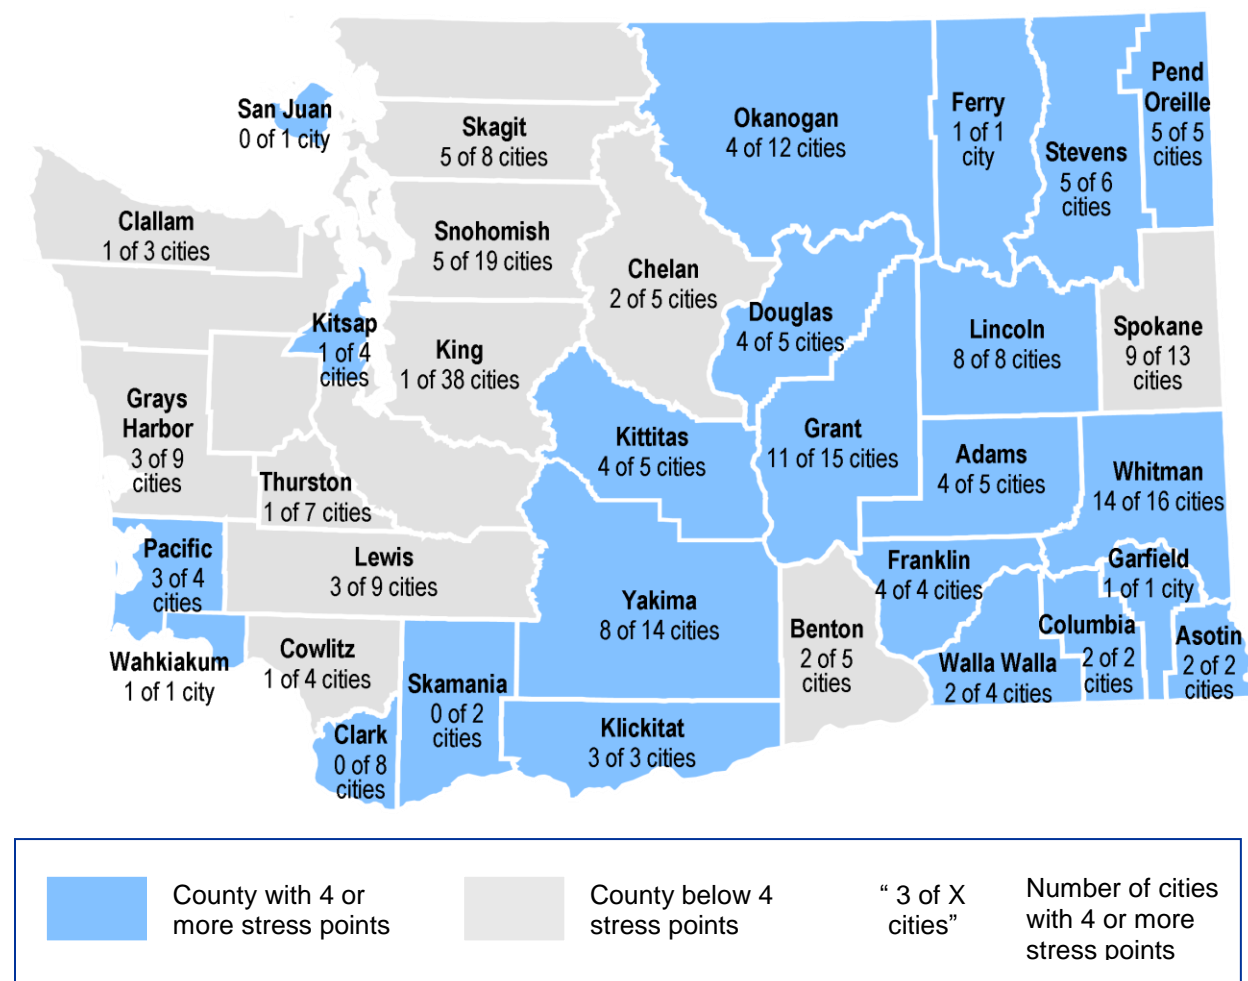 San Juan
0 of 1 city
Skagit
5 of 8 cities
Okanogan
4 of 12 cities
Ferry
1 of 1
city
Stevens
5 of 6
cities
Pend
Oreille
5 of 5
cities
Clallam
1 of 3 cities
Snohomish
5 of 19 cities
Chelan
2 of 5 cities
Douglas
4 of 5 cities
Lincoln
8 of 8 cities
Spokane
9 of 13
cities
Kitsap
1 of 4
cities
King
1 of 38 cities
Grays
Harbor
3 of 9
cities
Thurston
1 of 7 cities
Kittitas
4 of 5 cities
Grant
11 of 15 cities
Adams
4 of 5 cities
Whitman
14 of 16 cities
Pacific
3 of 4
cities
Lewis
3 of 9 cities
Yakima
8 of 14 cities
Benton
2 of 5
cities
Franklin
4 of 4 cities
Garfield
1 of 1 city
Columbia
2 of 2
cities
Asotin
2 of 2
cities
Walla Walla
2 of 4 cities
Wahkiakum
1 of 1 city
Cowlitz
1 of 4 cities
Skamania
0 of 2
cities
Clark
0 of 8
cities
Klickitat
3 of 3 cities
County with 4 or
more stress points
County below 4
stress points
“ 3 of X
cities”
Number of cities
with 4 or more
stress points